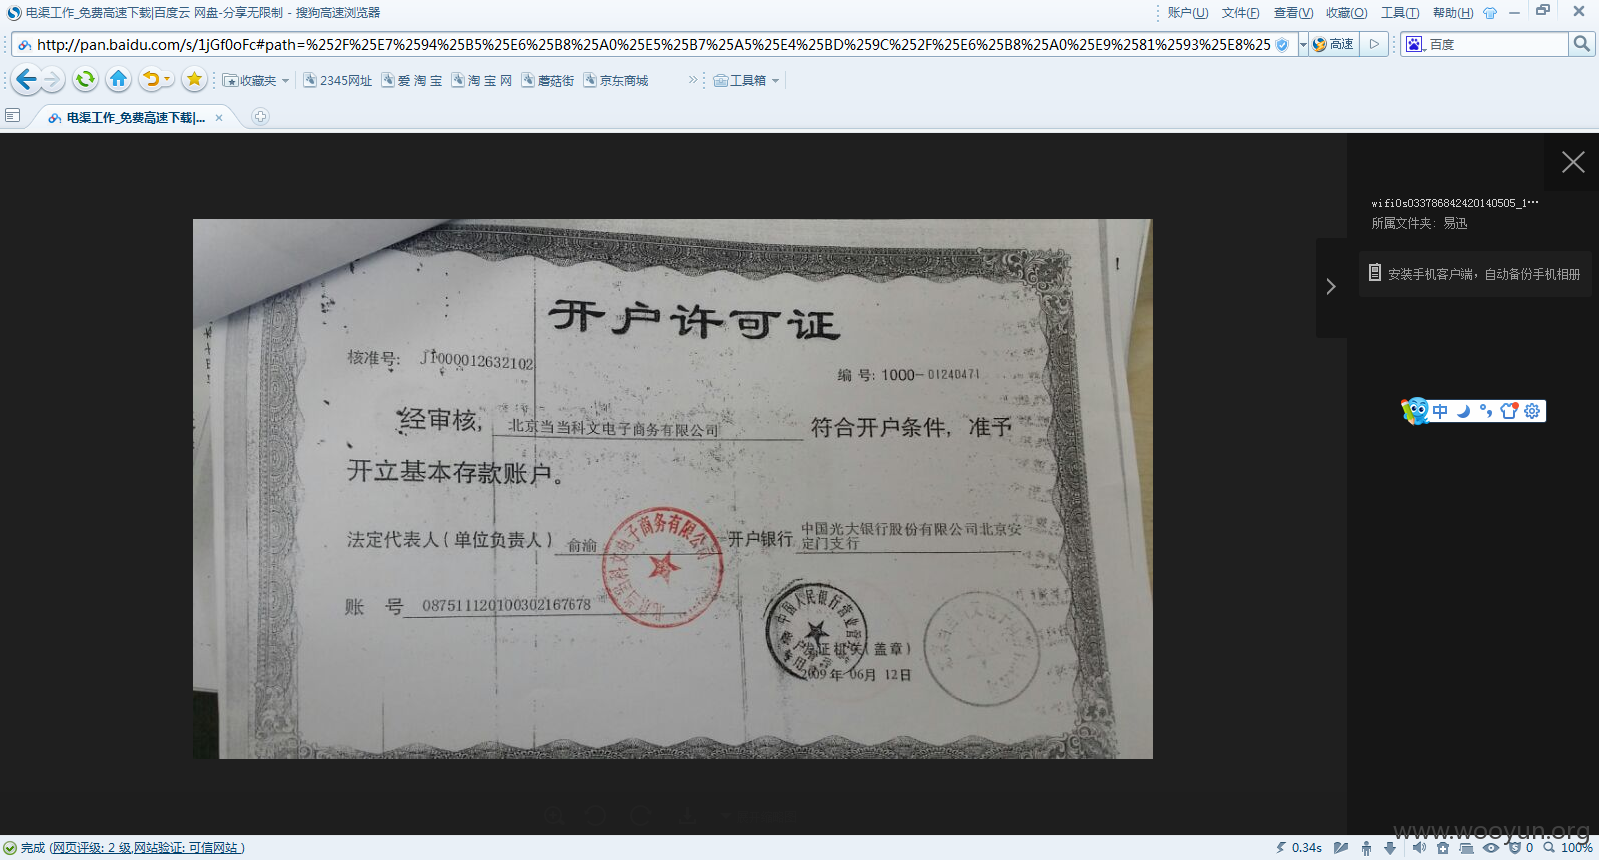 电渠工作_免费高速下载|百度云 网盘-分享无限制 - 搜狗高速浏览器
账户(U) 文件(F) 查看(V) 收藏(O) 工具(T) 帮助(H)
http://pan.baidu.com/s/1jGf0oFc#path=%252F%25E7%2594%25B5%25E6%25B8%25A0%25E5%25B7%25A5%25E4%25BD%259C%252F%25E6%25B8%25A0%25E9%2581%2593%25E8%25
高速
百度
收藏夹 2345网址 爱 淘 宝 淘 宝 网 蘑菇街 京东商城 » 工具箱
电渠工作_免费高速下载|...
wifi0s033786842420140505_1…
所属文件夹: 易迅
安装手机客户端，自动备份手机相册
中
开户许可证
核准号: J1000012632102
编 号: 1000-01240471
经审核, 北京当当科文电子商务有限公司 符合开户条件, 准予
开立基本存款账户。
法定代表人(单位负责人) 俞渝 开户银行 中国光大银行股份有限公司北京安
定门支行
账 号 087511120100302167678
发证机关(盖章)
2009年 06月 12日
www.wooyun.org
完成 (网页评级: 2 级,网站验证: 可信网站 )
0.34s
0
100%